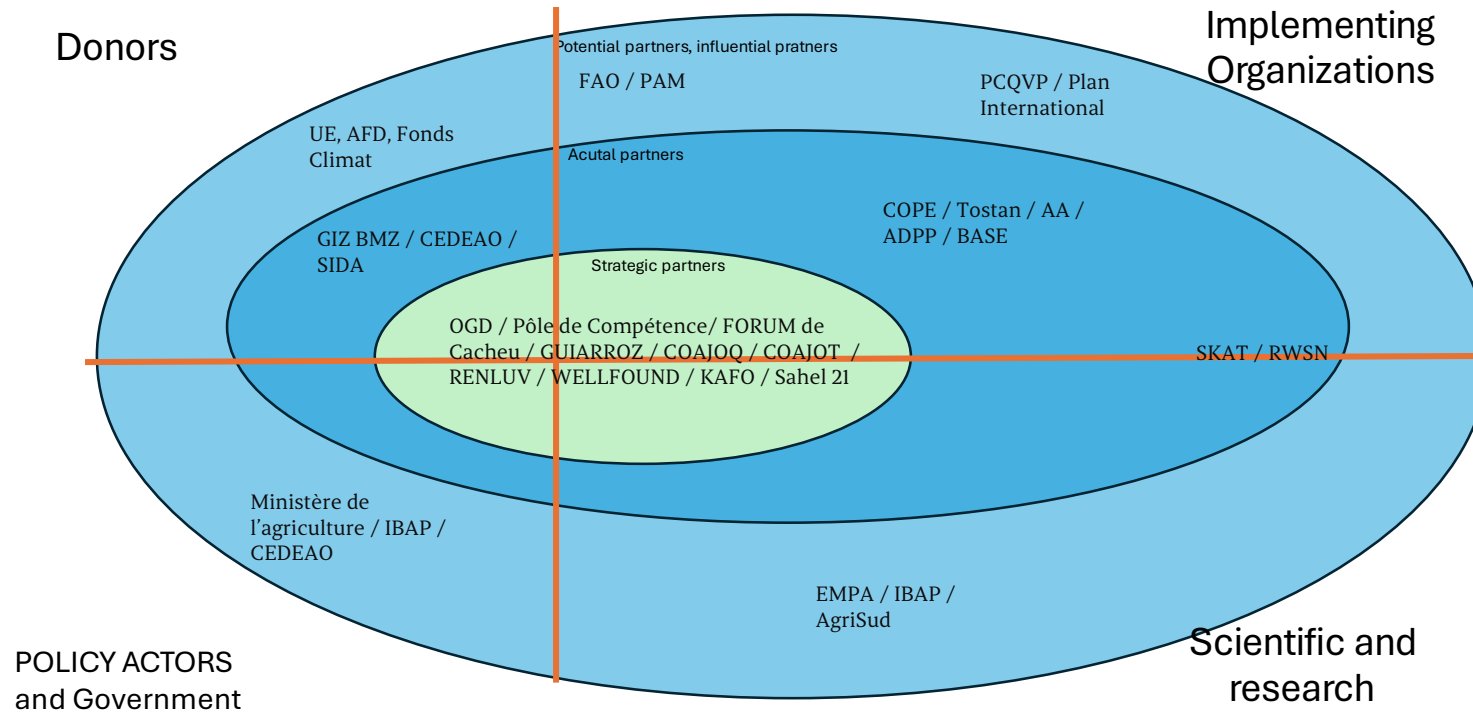 Donors
Implementing
Organizations
Potential partners, influential pratners
FAO / PAM
PCQVP / Plan
International
UE, AFD, Fonds
Climat
Acutal partners
COPE / Tostan / AA /
ADPP / BASE
GIZ BMZ / CEDEAO /
SIDA
Strategic partners
OGD / Pôle de Compétence/ FORUM de
Cacheu / GUIARROZ / COAJOQ / COAJOT /
RENLUV / WELLFOUND / KAFO / Sahel 21
SKAT / RWSN
Ministère de
l’agriculture / IBAP /
CEDEAO
EMPA / IBAP /
AgriSud
POLICY ACTORS
and Government
Scientific and
research